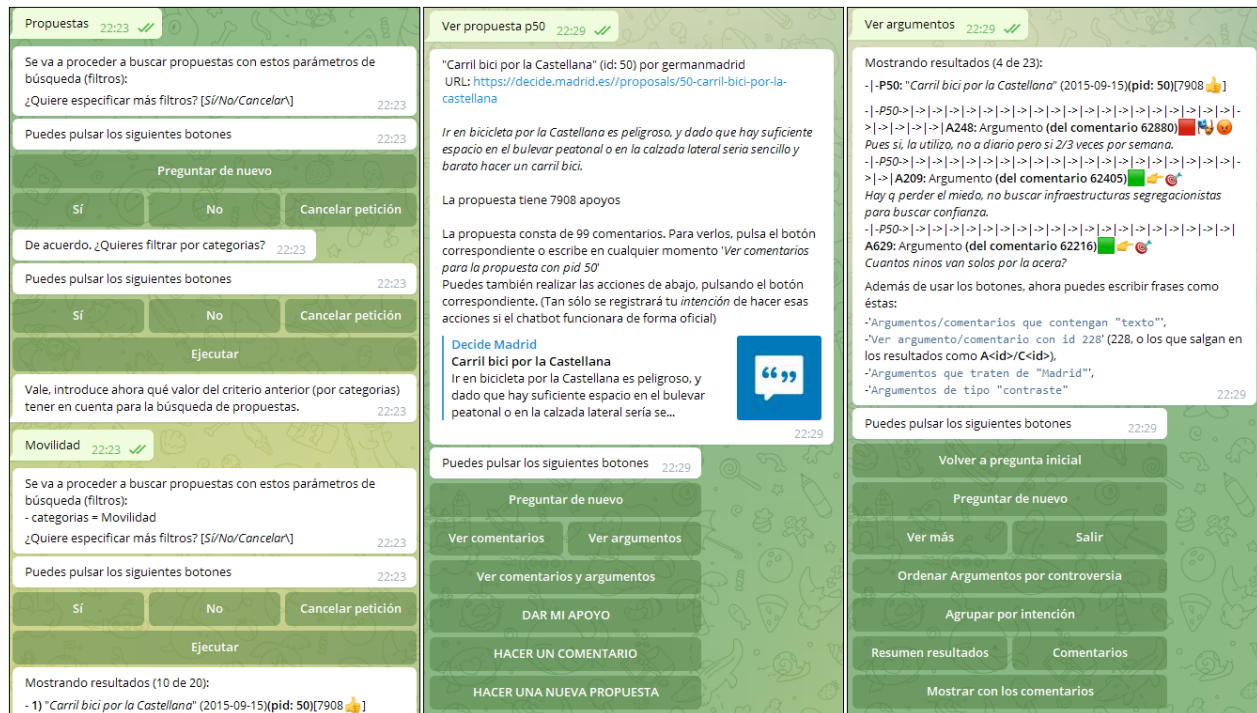 Propuestas 22:23
Se va a proceder a buscar propuestas con estos parámetros de
búsqueda (filtros):
¿Quiere especificar más filtros? [Sí/No/Cancelar\]
22:23
Puedes pulsar los siguientes botones
22:23
Preguntar de nuevo
Sí No Cancelar petición
De acuerdo. ¿Quieres filtrar por categorias? 22:23
Puedes pulsar los siguientes botones
22:23
Sí No Cancelar petición
Ejecutar
Vale, introduce ahora qué valor del criterio anterior (por categorias)
tener en cuenta para la búsqueda de propuestas.
22:23
Movilidad 22:23
Se va a proceder a buscar propuestas con estos parámetros de
búsqueda (filtros):
- categorias = Movilidad
¿Quiere especificar más filtros? [Sí/No/Cancelar\]
22:23
Puedes pulsar los siguientes botones
22:23
Sí No Cancelar petición
Ejecutar
Mostrando resultados (10 de 20):
- 1) "Carril bici por la Castellana" (2015-09-15)(pid: 50)[7908👍]
Ver propuesta p50 22:29
"Carril bici por la Castellana" (id: 50) por germanmadrid
URL: https://decide.madrid.es//proposals/50-carril-bici-por-la-
castellana
Ir en bicicleta por la Castellana es peligroso, y dado que hay suficiente
espacio en el bulevar peatonal o en la calzada lateral seria sencillo y
barato hacer un carril bici.
La propuesta tiene 7908 apoyos
La propuesta consta de 99 comentarios. Para verlos, pulsa el botón
correspondiente o escribe en cualquier momento 'Ver comentarios
para la propuesta con pid 50'
Puedes también realizar las acciones de abajo, pulsando el botón
correspondiente. (Tan sólo se registrará tu intención de hacer esas
acciones si el chatbot funcionara de forma oficial)
Decide Madrid
Carril bici por la Castellana
Ir en bicicleta por la Castellana es peligroso, y
dado que hay suficiente espacio en el bulevar
peatonal o en la calzada lateral sería se...
22:29
Puedes pulsar los siguientes botones 22:29
Preguntar de nuevo
Ver comentarios Ver argumentos
Ver comentarios y argumentos
DAR MI APOYO
HACER UN COMENTARIO
HACER UNA NUEVA PROPUESTA
Ver argumentos 22:29
Mostrando resultados (4 de 23):
-|-P50: "Carril bici por la Castellana" (2015-09-15)(pid: 50)[7908👍]
-|-P50->|->|->|->|->|->|->|->|->|->|->|->|->|->|->|->|->|->|-
>|->|->|->|->|A248: Argumento (del comentario 62880)🟥🎭😡
Pues si, la utilizo, no a diario pero si 2/3 veces por semana.
-|-P50->|->|->|->|->|->|->|->|->|->|->|->|->|->|->|->|->|->|-
>|->|A209: Argumento (del comentario 62405)🟩👉🎯
Hay q perder el miedo, no buscar infraestructuras segregacionistas
para buscar confianza.
-|-P50->|->|->|->|->|->|->|->|->|->|->|->|->|->|->|->|->|->|
A629: Argumento (del comentario 62216)🟩👉🎯
Cuantos ninos van solos por la acera?
Además de usar los botones, ahora puedes escribir frases como
éstas:
-'Argumentos/comentarios que contengan "texto"',
-'Ver argumento/comentario con id 228' (228, o los que salgan en
los resultados como A<id>/C<id>),
-'Argumentos que traten de "Madrid"',
-'Argumentos de tipo "contraste"
22:29
Puedes pulsar los siguientes botones 22:29
Volver a pregunta inicial
Preguntar de nuevo
Ver más Salir
Ordenar Argumentos por controversia
Agrupar por intención
Resumen resultados Comentarios
Mostrar con los comentarios